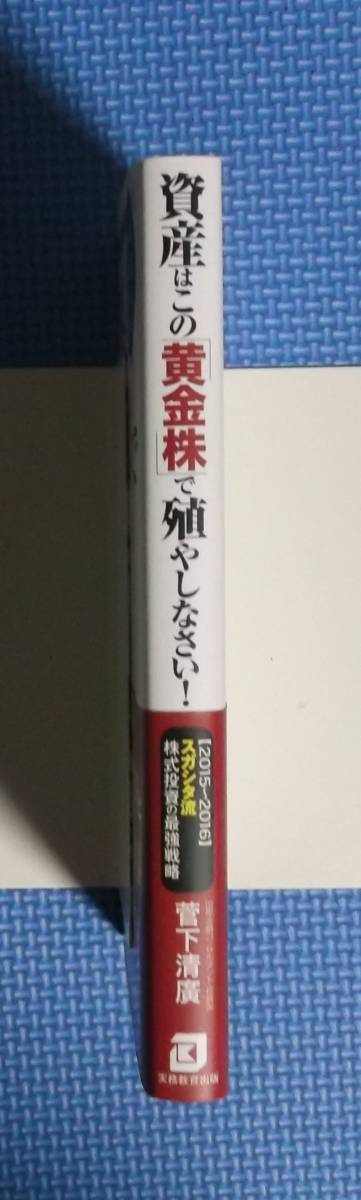 資産はこの「黄金株」で殖やしなさい!
【2015~2016】
スガシタ流
株式投資の最強戦略
菅下清廣
実務教育出版